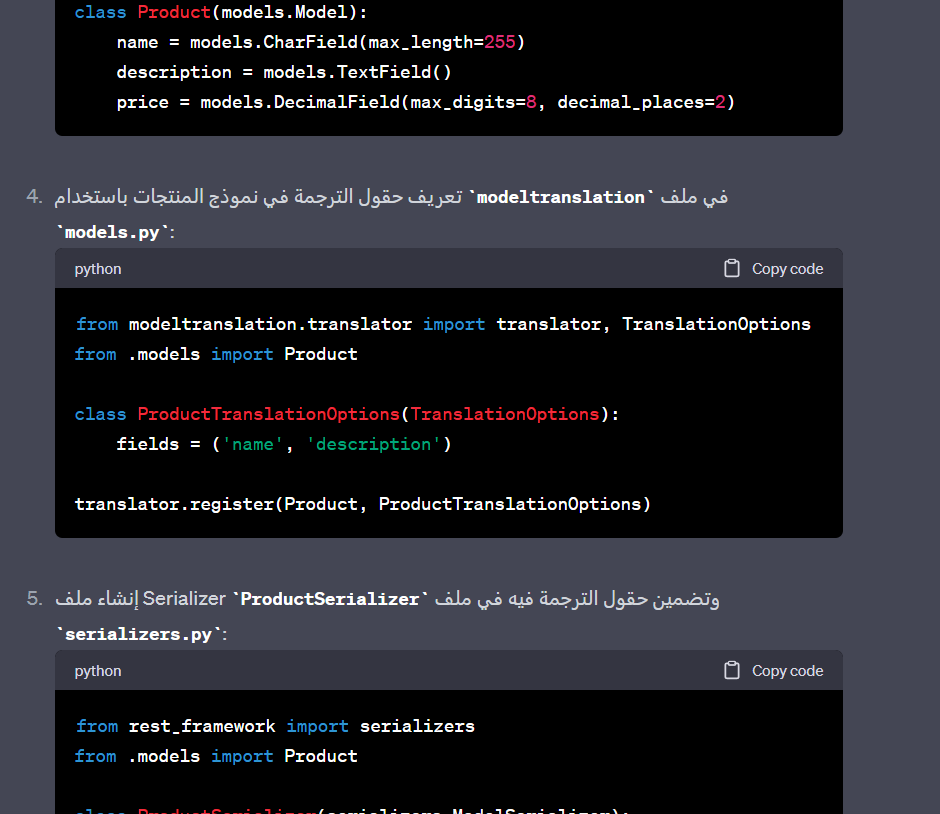 class Product(models.Model):
name = models.CharField(max_length=255)
description = models.TextField()
price = models.DecimalField(max_digits=8, decimal_places=2)
4. تعريف حقول الترجمة في نموذج المنتجات باستخدام `modeltranslation` في ملف
`models.py`:
python
Copy code
from modeltranslation.translator import translator, TranslationOptions
from .models import Product
class ProductTranslationOptions(TranslationOptions):
fields = ('name', 'description')
translator.register(Product, ProductTranslationOptions)
5. إنشاء ملف Serializer `ProductSerializer` وتضمين حقول الترجمة فيه في ملف
`serializers.py`:
python
Copy code
from rest_framework import serializers
from .models import Product
class ProductSerializer(serializers.ModelSerializer):